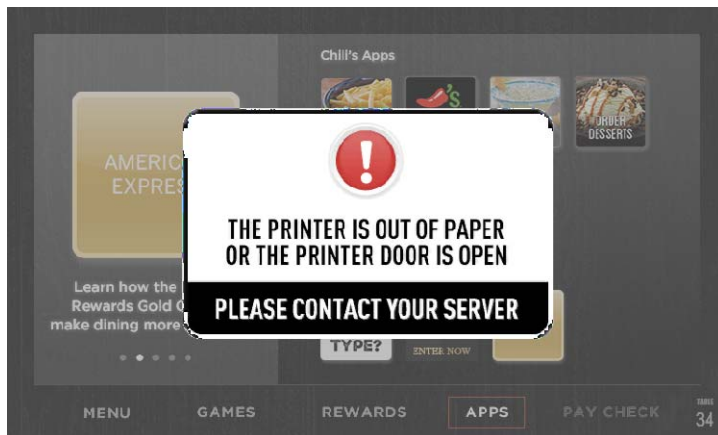 Chili's Apps
AMERIC
EXPRES
'S
ORDER
DESSERTS
THE PRINTER IS OUT OF PAPER
OR THE PRINTER DOOR IS OPEN
PLEASE CONTACT YOUR SERVER
Learn how the
Rewards Gold
make dining more
TYPE?
ENTER NOW
MENU
GAMES
REWARDS
APPS
PAY CHECK
TABLE
34